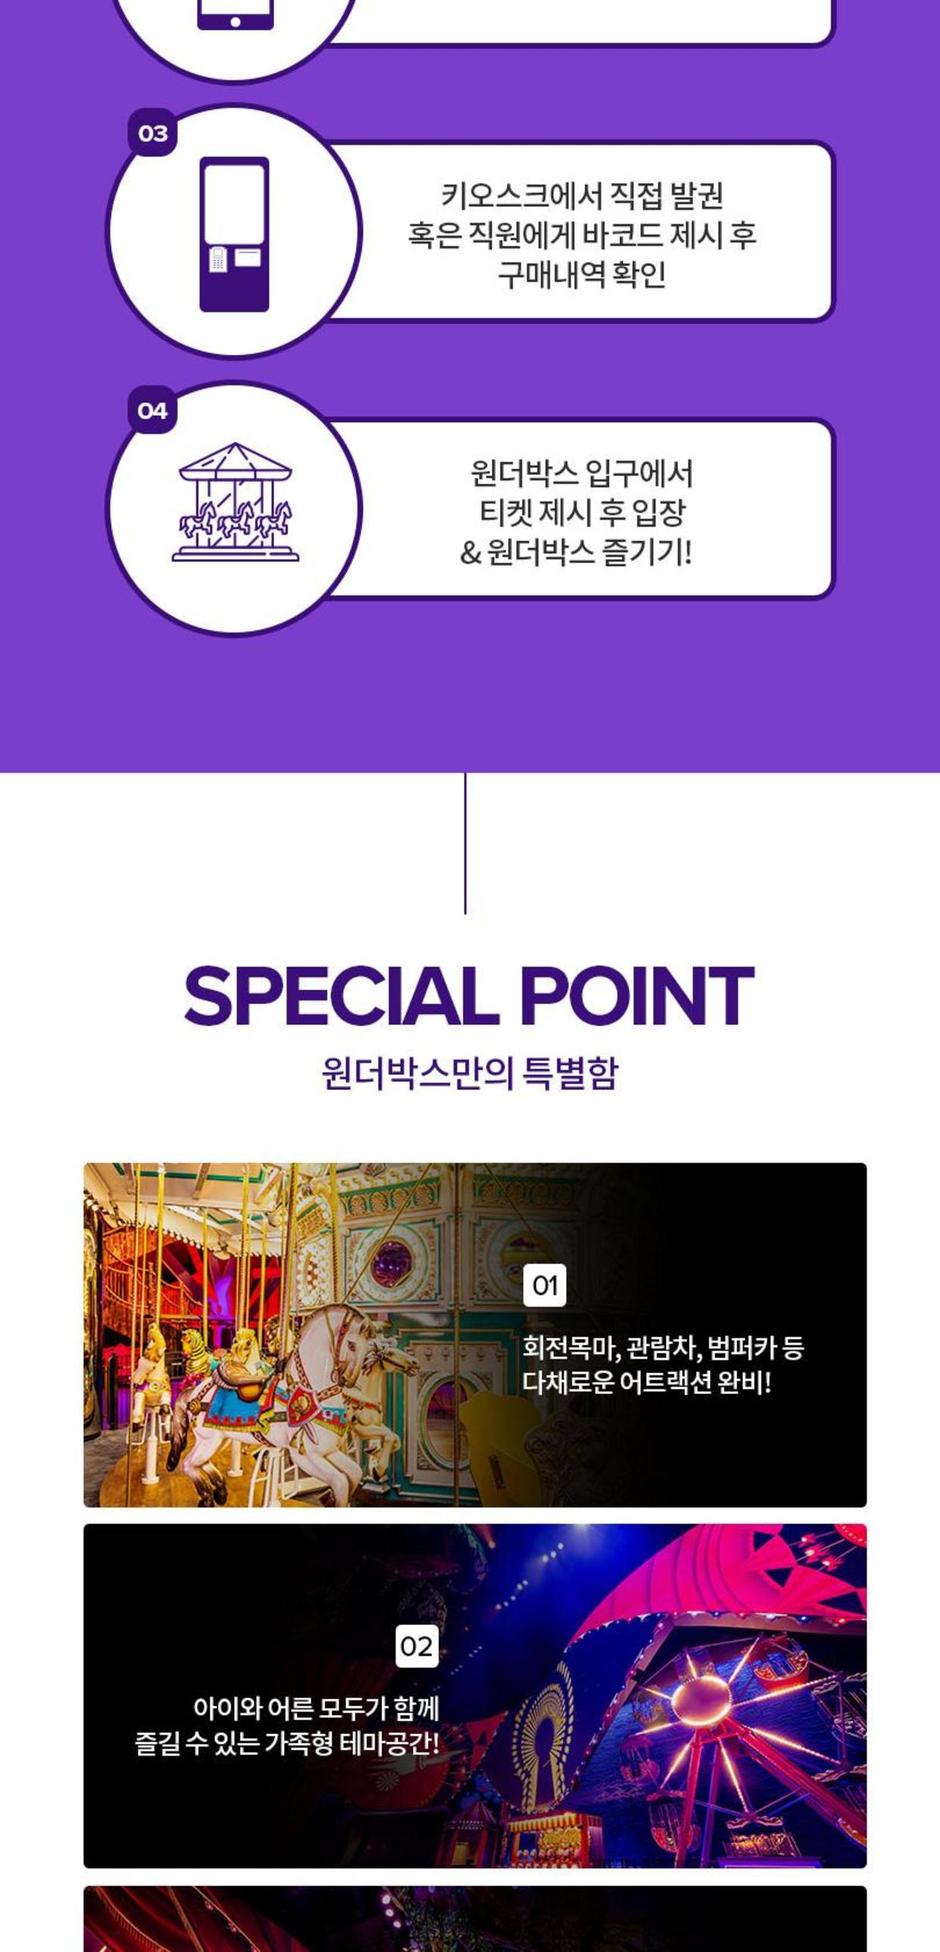 03
키오스크에서 직접 발권
혹은 직원에게 바코드 제시 후
구매내역 확인
04
원더박스 입구에서
티켓 제시 후 입장
& 원더박스 즐기기!
SPECIAL POINT
원더박스만의 특별함
01
회전목마, 관람차, 범퍼카 등
다채로운 어트랙션 완비!
02
아이와 어른 모두가 함께
즐길 수 있는 가족형 테마공간!